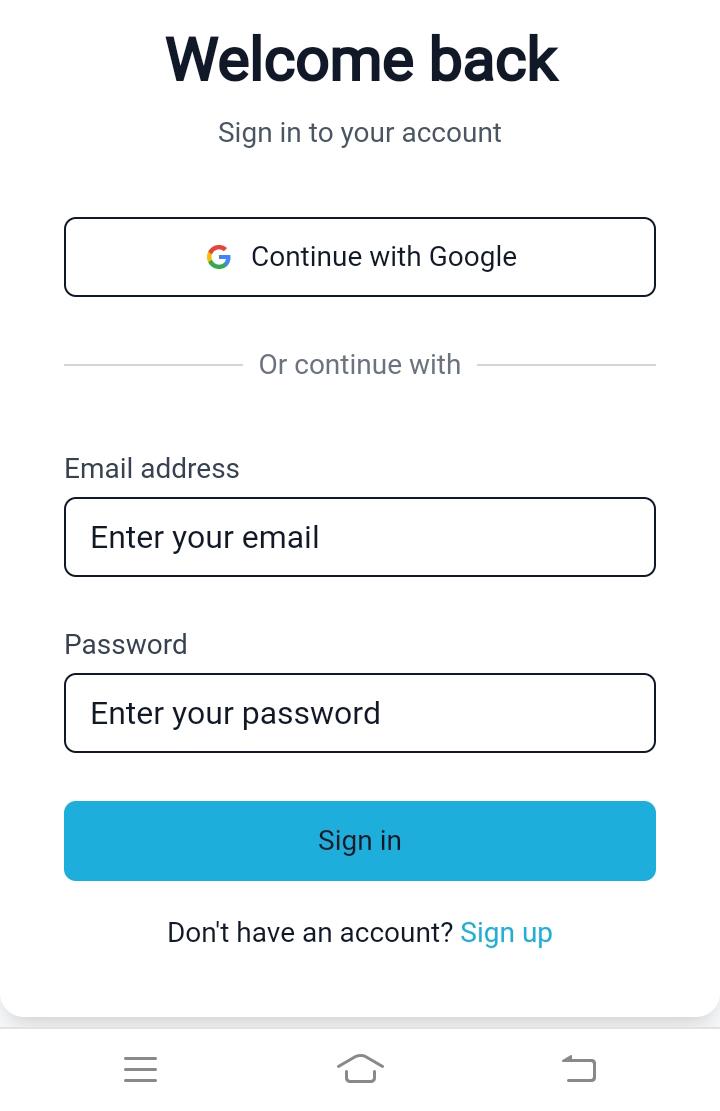 Welcome back
Sign in to your account
Continue with Google
Or continue with
Email address
Enter your email
Password
Enter your password
Sign in
Don't have an account? Sign up